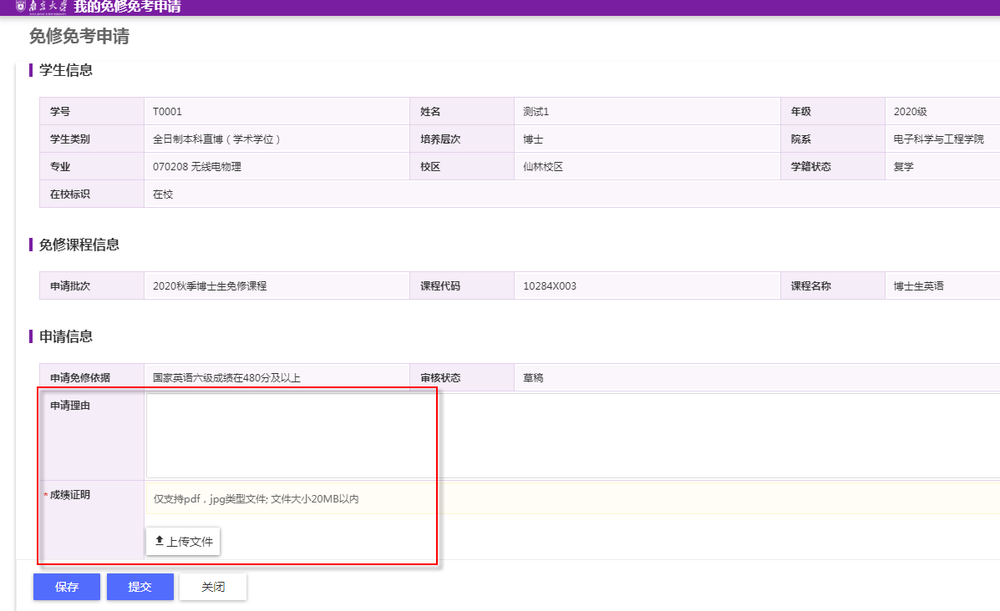 南京大学 我的免修免考申请
免修免考申请
学生信息
学号 T0001 姓名 测试1 年级 2020级
学生类别 全日制本科直博（学术学位） 培养层次 博士 院系 电子科学与工程学院
专业 070208 无线电物理 校区 仙林校区 学籍状态 复学
在校标识 在校
免修课程信息
申请批次 2020秋季博士生免修课程 课程代码 10284X003 课程名称 博士生英语
申请信息
申请免修依据 国家英语六级成绩在480分及以上 审核状态 草稿
申请理由
*成绩证明 仅支持pdf，jpg类型文件; 文件大小20MB以内
上传文件
保存 提交 关闭